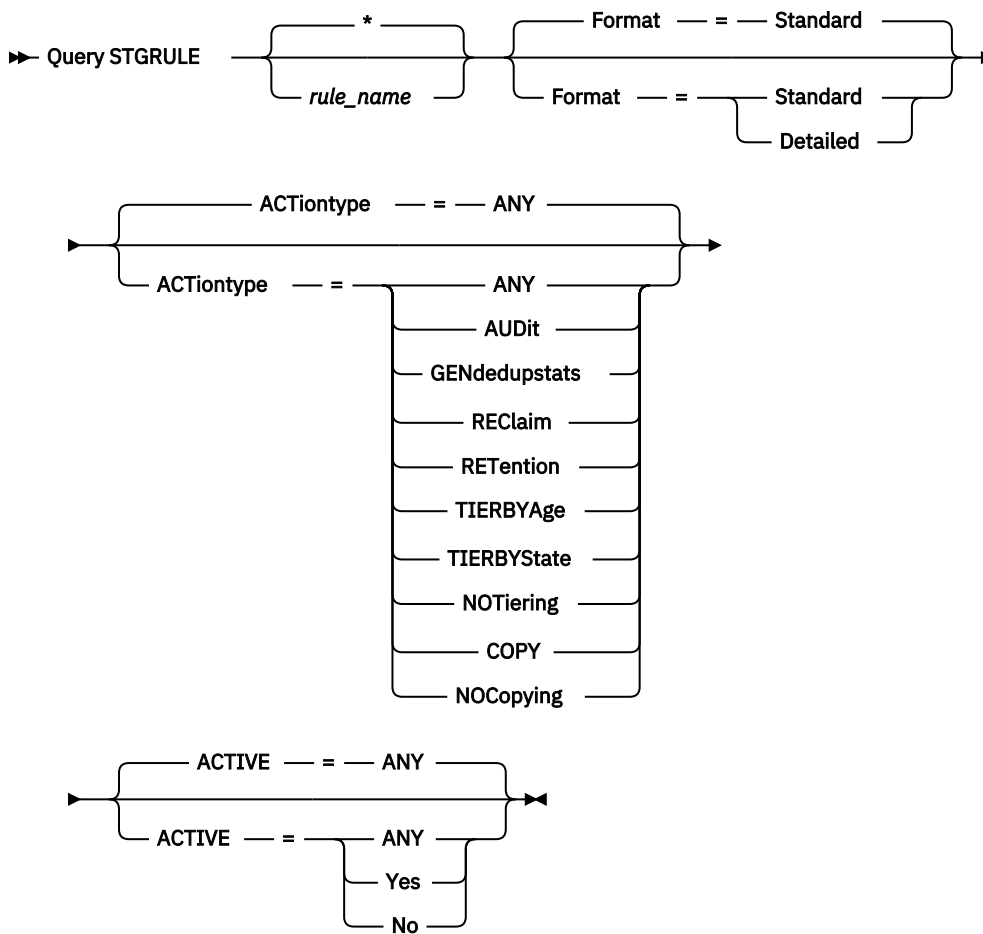 *
Format = Standard
Query STGRULE
rule_name
Format = Standard
Detailed
ACTiontype = ANY
ACTiontype = ANY
AUDit
GENdedupstats
REClaim
RETention
TIERBYAge
TIERBYState
NOTiering
COPY
NOCopying
ACTIVE = ANY
ACTIVE = ANY
Yes
No